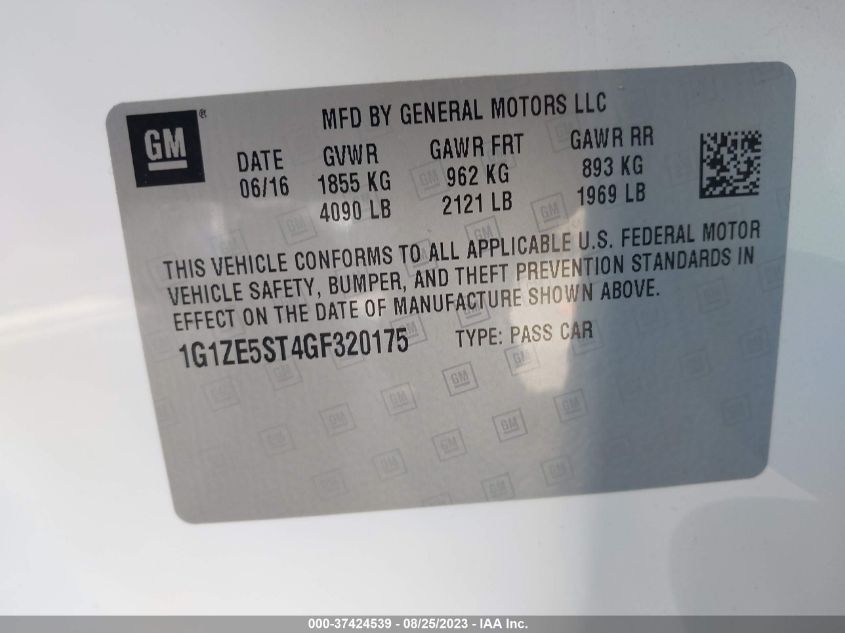 GM ®
MFD BY GENERAL MOTORS LLC
DATE GVWR GAWR FRT GAWR RR
06/16 1855 KG 962 KG 893 KG
4090 LB 2121 LB 1969 LB
THIS VEHICLE CONFORMS TO ALL APPLICABLE U.S. FEDERAL MOTOR
VEHICLE SAFETY, BUMPER, AND THEFT PREVENTION STANDARDS IN
EFFECT ON THE DATE OF MANUFACTURE SHOWN ABOVE.
1G1ZE5ST4GF320175 TYPE: PASS CAR
000-37424539 - 08/25/2023 - IAAI Inc.